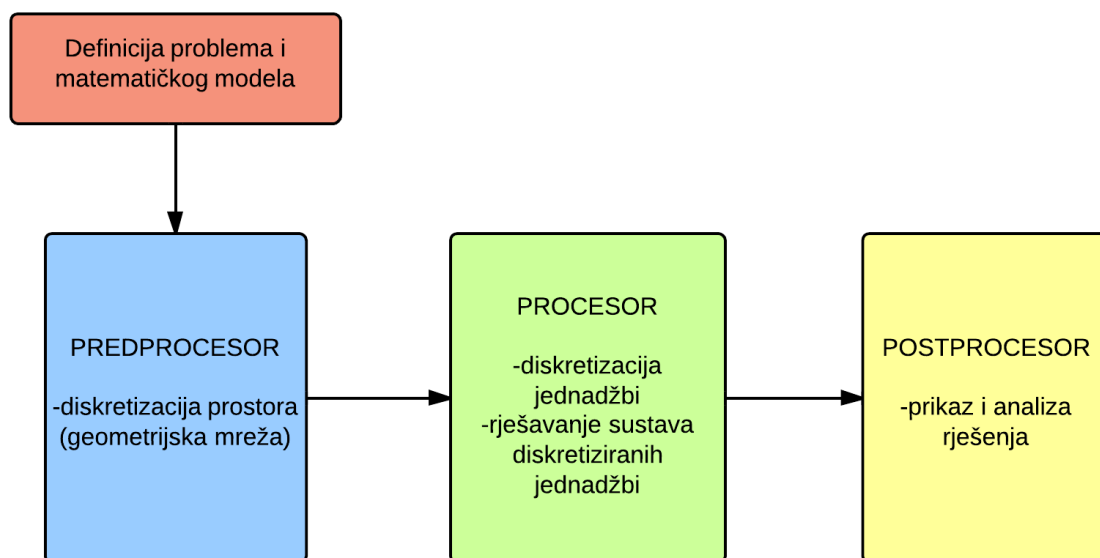 Definicija problema i
matematičkog modela
PREDPROCESOR
-diskretizacija prostora
(geometrijska mreža)
PROCESOR
-diskretizacija
jednadžbi
-rješavanje sustava
diskretiziranih
jednadžbi
POSTPROCESOR
-prikaz i analiza
rješenja